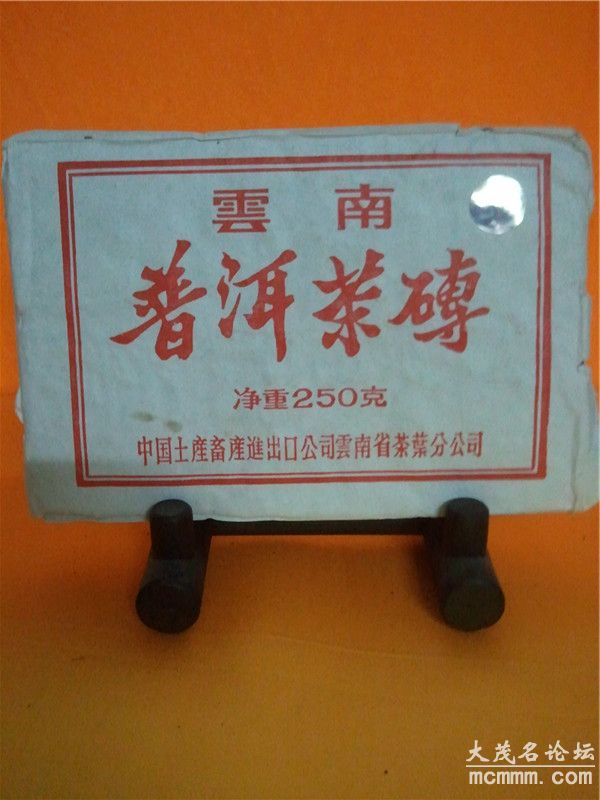 雲南
普洱茶磚
净重250克
中国土産畜産進出口公司雲南省茶葉分公司
大茂名论坛
mcmmm.com